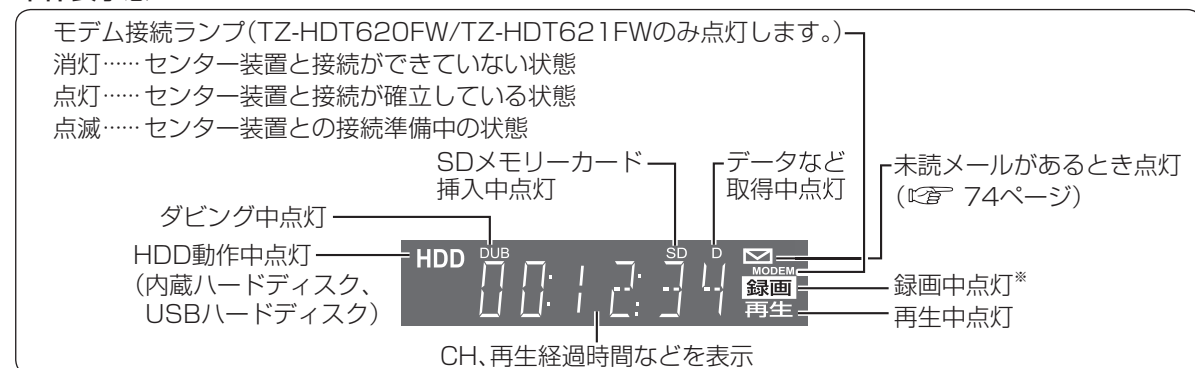 モデム接続ランプ(TZ-HDT620FW/TZ-HDT621FWのみ点灯します。)
消灯……センター装置と接続ができていない状態
点灯……センター装置と接続が確立している状態
点滅……センター装置との接続準備中の状態
SDメモリーカード
挿入中点灯
データなど
取得中点灯
未読メールがあるとき点灯
(☞ 74ページ)
ダビング中点灯
HDD動作中点灯
(内蔵ハードディスク、
USBハードディスク)
HDD DUB SD D
00:12:34
MODEM
録画
再生
録画中点灯※
再生中点灯
CH、再生経過時間などを表示